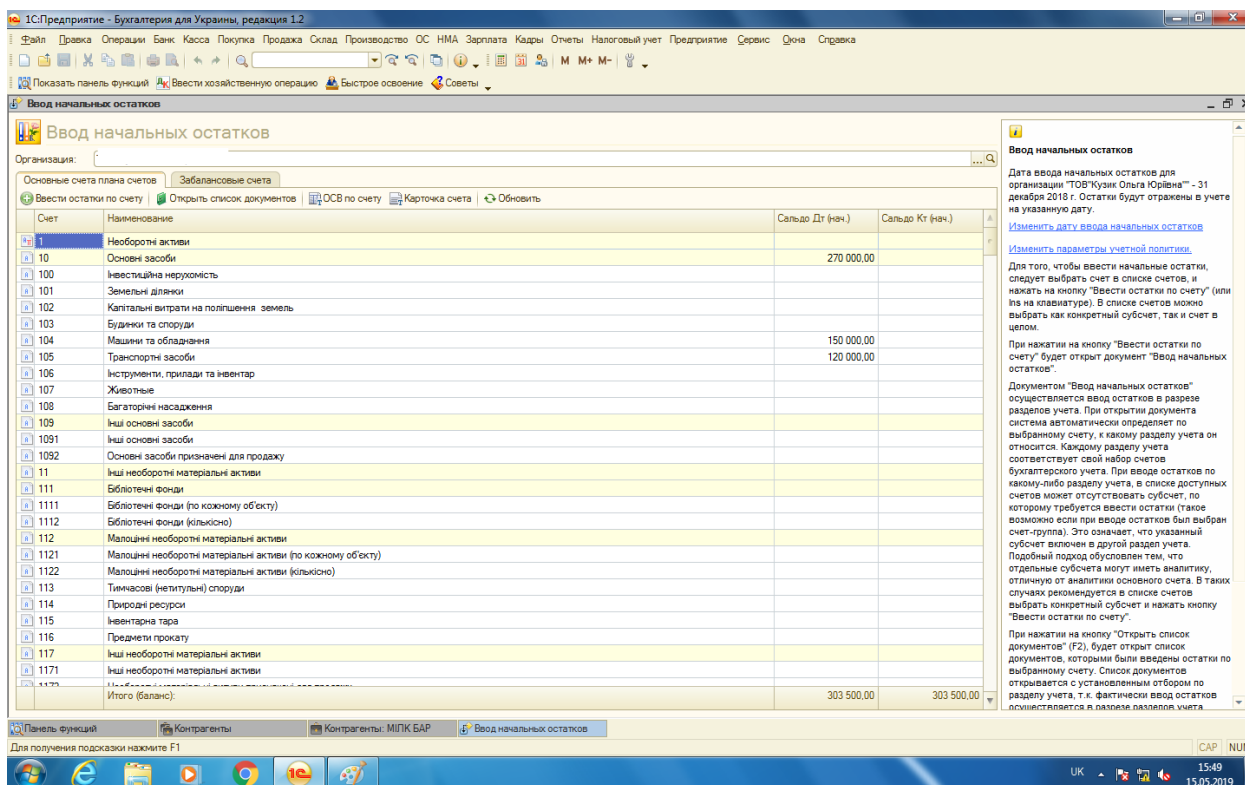 1С:Предприятие - Бухгалтерия для Украины, редакция 1.2
Файл Правка Операции Банк Касса Покупка Продажа Склад Производство ОС НМА Зарплата Кадры Отчеты Налоговый учет Предприятие Сервис Окна Справка
M M+ M-
Показать панель функций Ввести хозяйственную операцию Быстрое освоение Советы
Ввод начальных остатков
Ввод начальных остатков
Организация:
Основные счета плана счетов Забалансовые счета
Ввести остатки по счету Открыть список документов ОСВ по счету Карточка счета Обновить
Счет Наименование Сальдо Дт (нач.) Сальдо Кт (нач.)
1 Необоротні активи
10 Основні засоби 270 000,00
100 Інвестиційна нерухомість
101 Земельні ділянки
102 Капітальні витрати на поліпшення земель
103 Будинки та споруди
104 Машини та обладнання 150 000,00
105 Транспортні засоби 120 000,00
106 Інструменти, прилади та інвентар
107 Животные
108 Багаторічні насадження
109 Інші основні засоби
1091 Інші основні засоби
1092 Основні засоби призначені для продажу
11 Інші необоротні матеріальні активи
111 Бібліотечні фонди
1111 Бібліотечні фонди (по кожному об'єкту)
1112 Бібліотечні фонди (кількісно)
112 Малоцінні необоротні матеріальні активи
1121 Малоцінні необоротні матеріальні активи (по кожному об'єкту)
1122 Малоцінні необоротні матеріальні активи (кількісно)
113 Тимчасові (нетитульні) споруди
114 Природні ресурси
115 Інвентарна тара
116 Предмети прокату
117 Інші необоротні матеріальні активи
1171 Інші необоротні матеріальні активи
Итого (баланс): 303 500,00 303 500,00
Ввод начальных остатков
Дата ввода начальных остатков для
организации "ТОВ"Кузик Ольга Юріївна"" - 31
декабря 2018 г. Остатки будут отражены в учете
на указанную дату.
Изменить дату ввода начальных остатков
Изменить параметры учетной политики.
Для того, чтобы ввести начальные остатки,
следует выбрать счет в списке счетов, и
нажать на кнопку "Ввести остатки по счету" (или
Ins на клавиатуре). В списке счетов можно
выбрать как конкретный субсчет, так и счет в
целом.
При нажатии на кнопку "Ввести остатки по
счету" будет открыт документ "Ввод начальных
остатков".
Документом "Ввод начальных остатков"
осуществляется ввод остатков в разрезе
разделов учета. При открытии документа
система автоматически определяет по
выбранному счету, к какому разделу учета он
относится. Каждому разделу учета
соответствует свой набор счетов
бухгалтерского учета. При вводе остатков по
какому-либо разделу учета, в списке доступных
счетов может отсутствовать субсчет, по
которому требуется ввести остатки (такое
возможно если при вводе остатков был выбран
счет-группа). Это означает, что указанный
субсчет включен в другой раздел учета.
Подобный подход обусловлен тем, что
отдельные субсчета могут иметь аналитику,
отличную от аналитики основного счета. В таких
случаях рекомендуется в списке счетов
выбрать конкретный субсчет и нажать кнопку
"Ввести остатки по счету".
При нажатии на кнопку "Открыть список
документов" (F2), будет открыт список
документов, которыми были введены остатки по
выбранному счету. Список документов
открывается с установленным отбором по
разделу учета, т.к. фактически ввод остатков
осуществляется в разрезе разделов учета
Панель функций Контрагенты Контрагенты: МІПК БАР Ввод начальных остатков
Для получения подсказки нажмите F1
CAP NUM
UK 15:49
15.05.2019